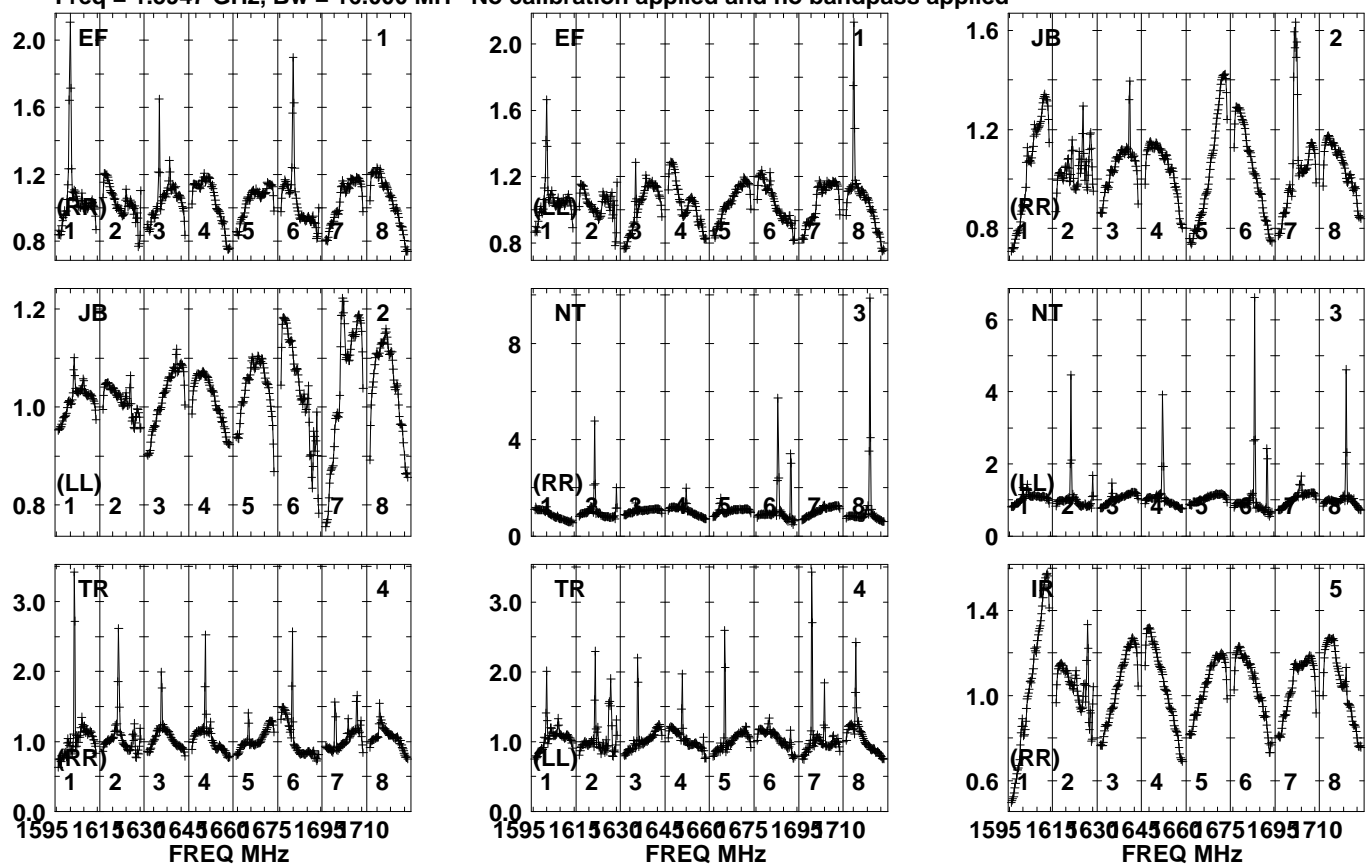 Freq = 1.5947 GHz, Bw = 16.000 MH No calibration applied and no bandpass applied
EF 1
2.0
1.6
1.2
0.8
(RR)
1 2 3 4 5 6 7 8
EF 1
2.0
1.6
1.2
0.8
(LL)
1 2 3 4 5 6 7 8
JB 2
1.6
1.2
0.8
(RR)
1 2 3 4 5 6 7 8
JB 2
1.2
1.0
0.8
(LL)
1 2 3 4 5 6 7 8
NT 3
8
4
0
(RR)
1 2 3 4 5 6 7 8
NT 3
6
4
2
0
(LL)
1 2 3 4 5 6 7 8
TR 4
3.0
2.0
1.0
0.0
(RR)
1 2 3 4 5 6 7 8
1595 1615 1630 1645 1660 1675 1695 1710
FREQ MHz
TR 4
3.0
2.0
1.0
0.0
(LL)
1 2 3 4 5 6 7 8
1595 1615 1630 1645 1660 1675 1695 1710
FREQ MHz
IR 5
1.4
1.0
0.6
(RR)
1 2 3 4 5 6 7 8
1595 1615 1630 1645 1660 1675 1695 1710
FREQ MHz